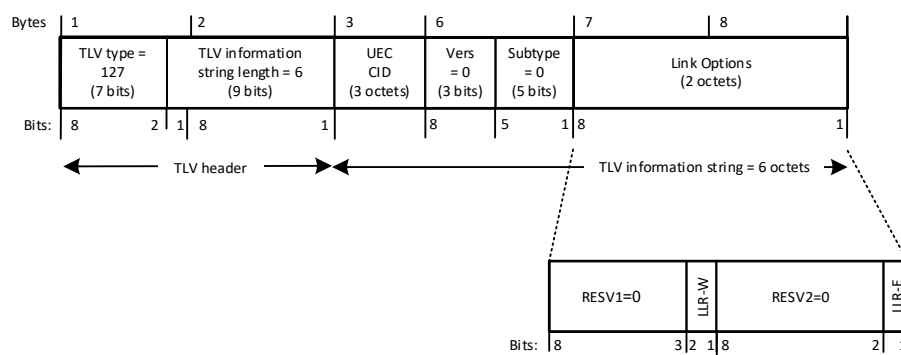 Bytes 1 2 3 6 7 8
TLV type =
127
(7 bits)
TLV information
string length = 6
(9 bits)
UEC
CID
(3 octets)
Vers
= 0
(3 bits)
Subtype
= 0
(5 bits)
Link Options
(2 octets)
Bits: 8 2 1 8 1 8 5 1 8 1
TLV header
TLV information string = 6 octets
RESV1=0
LLR-W
RESV2=0
Bits: 8 3 2 1 8 2 1